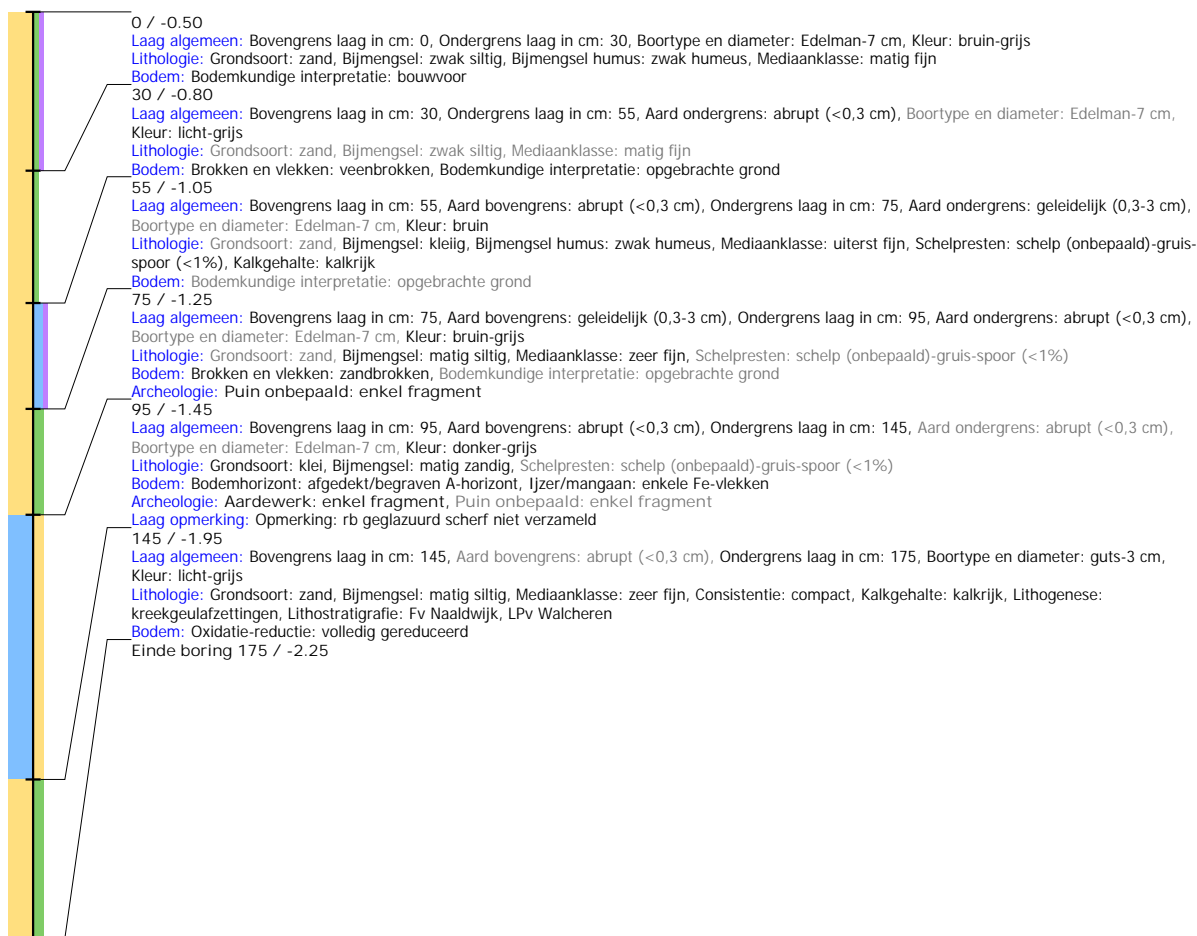 0 / -0.50
Laag algemeen: Bovengrens laag in cm: 0, Ondergrens laag in cm: 30, Boortype en diameter: Edelman-7 cm, Kleur: bruin-grijs
Lithologie: Grondsoort: zand, Bijmengsel: zwak siltig, Bijmengsel humus: zwak humeus, Mediaanklasse: matig fijn
Bodem: Bodemkundige interpretatie: bouwvoor
30 / -0.80
Laag algemeen: Bovengrens laag in cm: 30, Ondergrens laag in cm: 55, Aard ondergrens: abrupt (<0,3 cm), Boortype en diameter: Edelman-7 cm,
Kleur: licht-grijs
Lithologie: Grondsoort: zand, Bijmengsel: zwak siltig, Mediaanklasse: matig fijn
Bodem: Brokken en vlekken: veenbrokken, Bodemkundige interpretatie: opgebrachte grond
55 / -1.05
Laag algemeen: Bovengrens laag in cm: 55, Aard bovengrens: abrupt (<0,3 cm), Ondergrens laag in cm: 75, Aard ondergrens: geleidelijk (0,3-3 cm),
Boortype en diameter: Edelman-7 cm, Kleur: bruin
Lithologie: Grondsoort: zand, Bijmengsel: kleiig, Bijmengsel humus: zwak humeus, Mediaanklasse: uiterst fijn, Schelpresten: schelp (onbepaald)-gruis-
spoor (<1%), Kalkgehalte: kalkrijk
Bodem: Bodemkundige interpretatie: opgebrachte grond
75 / -1.25
Laag algemeen: Bovengrens laag in cm: 75, Aard bovengrens: geleidelijk (0,3-3 cm), Ondergrens laag in cm: 95, Aard ondergrens: abrupt (<0,3 cm),
Boortype en diameter: Edelman-7 cm, Kleur: bruin-grijs
Lithologie: Grondsoort: zand, Bijmengsel: matig siltig, Mediaanklasse: zeer fijn, Schelpresten: schelp (onbepaald)-gruis-spoor (<1%)
Bodem: Brokken en vlekken: zandbrokken, Bodemkundige interpretatie: opgebrachte grond
Archeologie: Puin onbepaald: enkel fragment
95 / -1.45
Laag algemeen: Bovengrens laag in cm: 95, Aard bovengrens: abrupt (<0,3 cm), Ondergrens laag in cm: 145, Aard ondergrens: abrupt (<0,3 cm),
Boortype en diameter: Edelman-7 cm, Kleur: donker-grijs
Lithologie: Grondsoort: klei, Bijmengsel: matig zandig, Schelpresten: schelp (onbepaald)-gruis-spoor (<1%)
Bodem: Bodemhorizont: afgedekt/begraven A-horizont, Ijzer/mangaan: enkele Fe-vlekken
Archeologie: Aardewerk: enkel fragment, Puin onbepaald: enkel fragment
Laag opmerking: Opmerking: rb geglazuurd scherf niet verzameld
145 / -1.95
Laag algemeen: Bovengrens laag in cm: 145, Aard bovengrens: abrupt (<0,3 cm), Ondergrens laag in cm: 175, Boortype en diameter: guts-3 cm,
Kleur: licht-grijs
Lithologie: Grondsoort: zand, Bijmengsel: matig siltig, Mediaanklasse: zeer fijn, Consistentie: compact, Kalkgehalte: kalkrijk, Lithogenese:
kreekgeulafzettingen, Lithostratigrafie: Fv Naaldwijk, LPv Walcheren
Bodem: Oxidatie-reductie: volledig gereduceerd
Einde boring 175 / -2.25